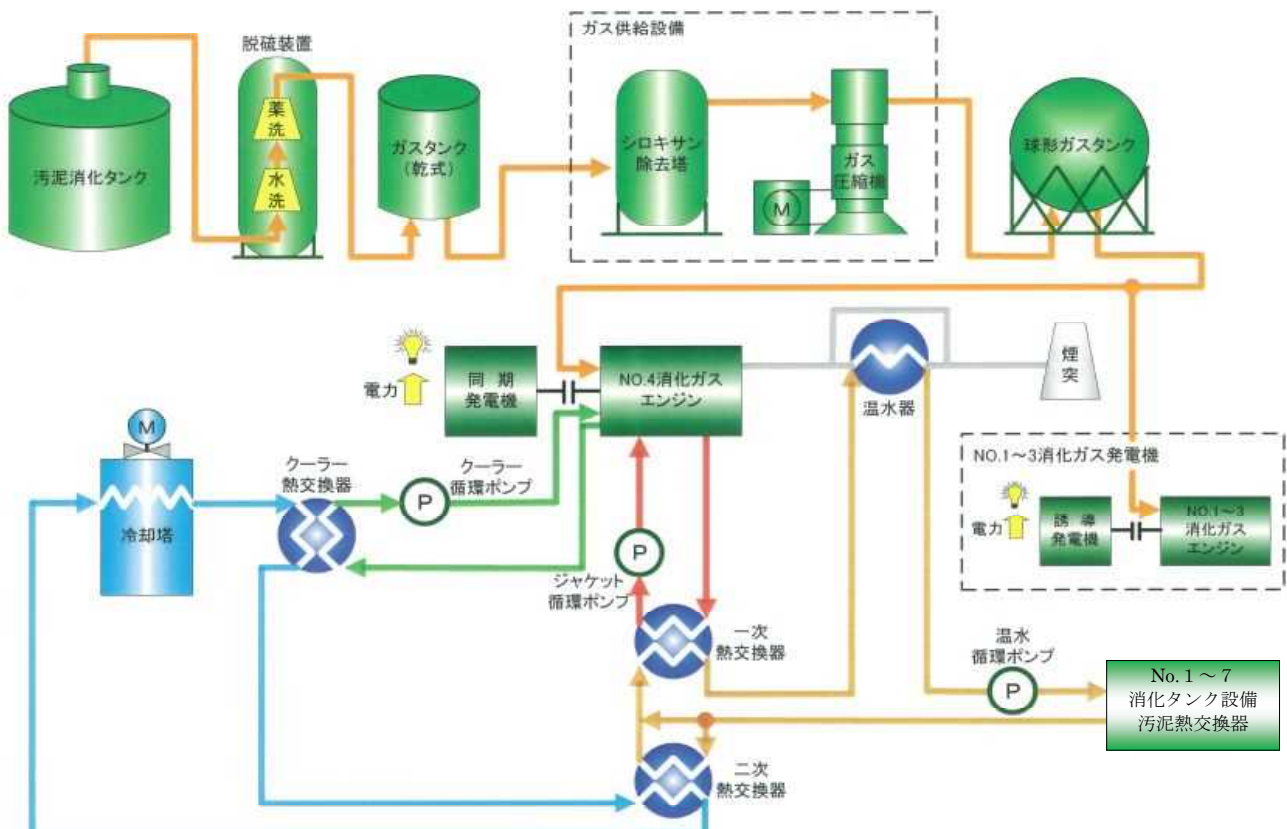 脱硫装置
ガス供給設備
汚泥消化タンク
薬
洗
水
洗
ガスタンク
(乾式)
シロキサン
除去塔
ガス
圧縮機
M
球形ガスタンク
電力
同 期
発電機
NO.4消化ガス
エンジン
温水器
煙
突
M
冷却塔
クーラー
熱交換器
P
クーラー
循環ポンプ
P
ジャケット
循環ポンプ
一次
熱交換器
二次
熱交換器
NO.1～3消化ガス発電機
電力
誘 導
発電機
NO.1～3
消化ガス
エンジン
温水
循環ポンプ
P
No.1～7
消化タンク設備
汚泥熱交換器